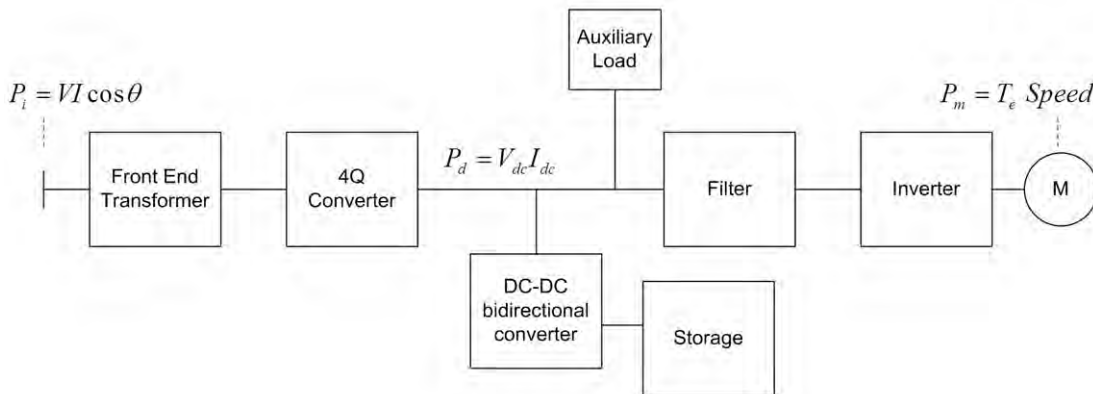 Auxiliary
Load
P_i = VI cos θ
P_m = T_e Speed
Front End
Transformer
4Q
Converter
P_d = V_dc I_dc
Filter
Inverter
M
DC-DC
bidirectional
converter
Storage